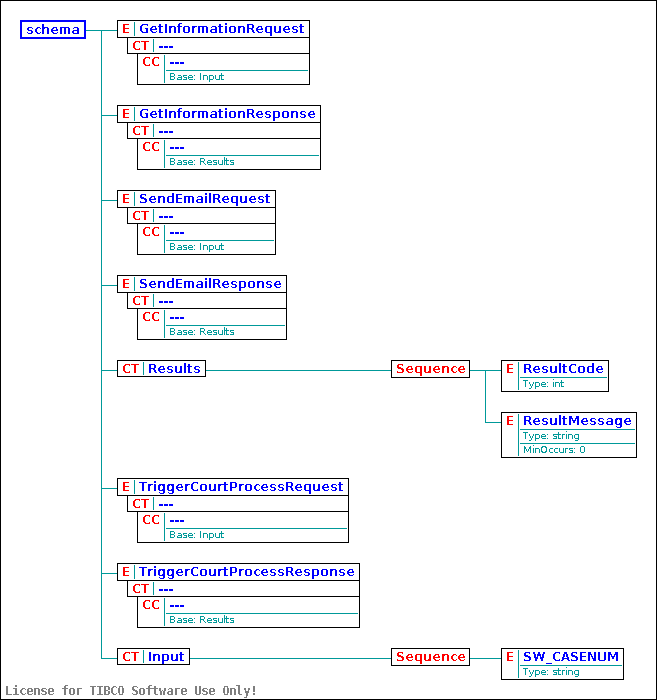 schema
E GetInformationRequest
CT ---
CC ---
Base: Input
E GetInformationResponse
CT ---
CC ---
Base: Results
E SendEmailRequest
CT ---
CC ---
Base: Input
E SendEmailResponse
CT ---
CC ---
Base: Results
CT Results
Sequence
E ResultCode
Type: int
E ResultMessage
Type: string
MinOccurs: 0
E TriggerCourtProcessRequest
CT ---
CC ---
Base: Input
E TriggerCourtProcessResponse
CT ---
CC ---
Base: Results
CT Input
Sequence
E SW_CASENUM
Type: string
License for TIBCO Software Use Only!